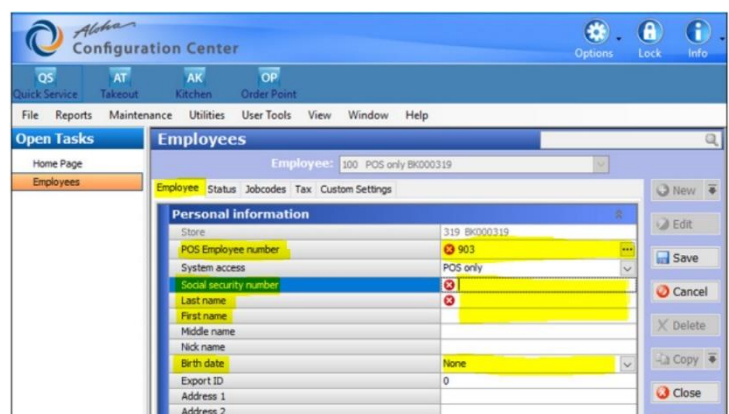 Aloha
Configuration Center
Options
Lock
Info
QS
Quick Service
AT
Takeout
AK
Kitchen
OP
Order Point
File Reports Maintenance Utilities User Tools View Window Help
Open Tasks
Home Page
Employees
Employees
Employee: 100 POS only BK000319
Employee Status Jobcodes Tax Custom Settings
Personal information
Store 319 BK000319
POS Employee number 903 ...
System access POS only
Social security number
Last name
First name
Middle name
Nick name
Birth date None
Export ID 0
Address 1
Address 2
New
Edit
Save
Cancel
Delete
Copy
Close